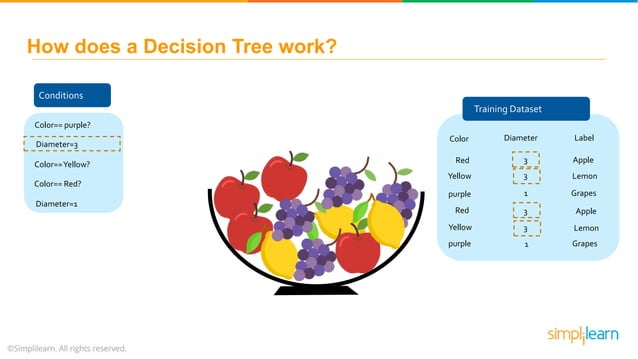 How does a Decision Tree work?
Conditions
Color== purple?
Diameter=3
Color== Yellow?
Color== Red?
Diameter=1
Training Dataset
Color Diameter Label
Red 3 Apple
Yellow 3 Lemon
purple 1 Grapes
Red 3 Apple
Yellow 3 Lemon
purple 1 Grapes
simplilearn
©Simplilearn. All rights reserved.